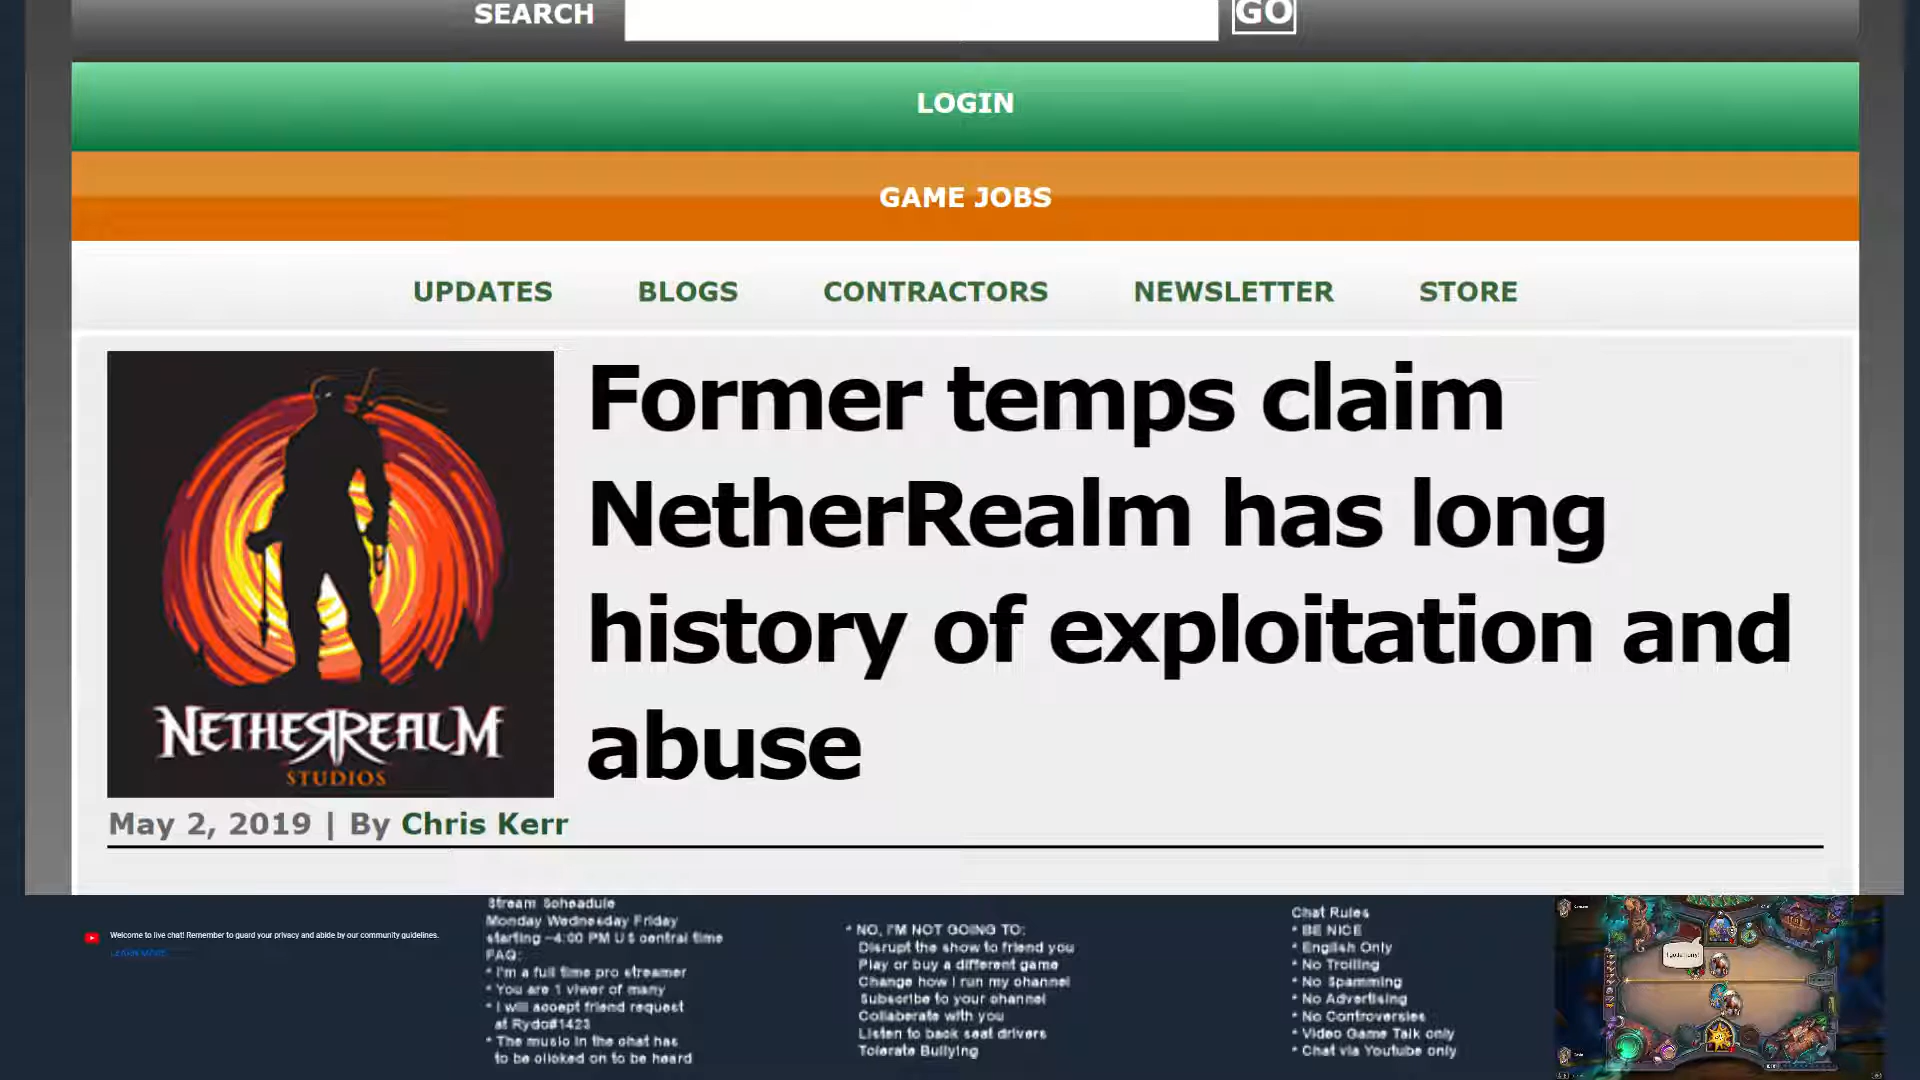 SEARCH
GO
LOGIN
GAME JOBS
UPDATES BLOGS CONTRACTORS NEWSLETTER STORE
Former temps claim
NetherRealm has long
history of exploitation and
abuse
NETHERREALM
STUDIOS
May 2, 2019 | By Chris Kerr
Welcome to live chat! Remember to guard your privacy and abide by our community guidelines.
LEARN MORE
Stream Scheadule
Monday Wednesday Friday
starting ~4:00 PM US central time
FAQ:
* I'm a full time pro streamer
* You are 1 viwer of many
* I will accept friend request
at Rydo#1423
* The music in the chat has
to be clicked on to be heard
* NO, I'M NOT GOING TO:
Disrupt the show to friend you
Play or buy a different game
Change how I run my channel
Subscribe to your channel
Collaberate with you
Listen to back seat drivers
Tolerate Bullying
Chat Rules
* BE NICE
* English Only
* No Trolling
* No Spamming
* No Advertising
* No Controversies
* Video Game Talk only
* Chat via Youtube only